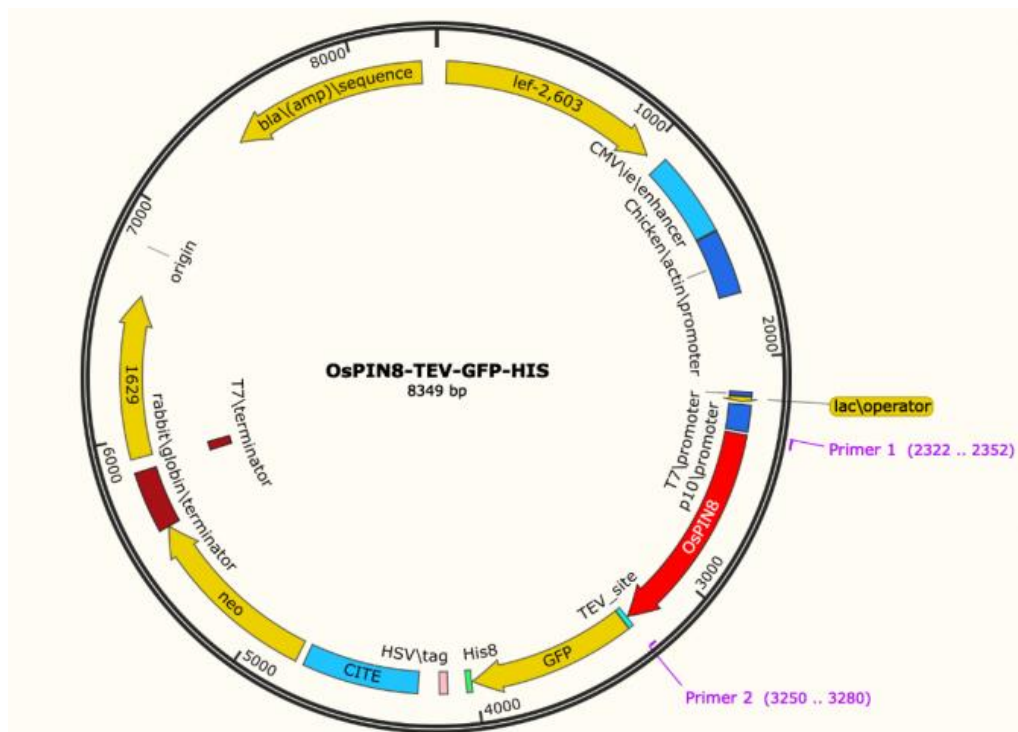 8000
bla\(amp)\sequence
lef-2,603
1000
CMV\ie\enhancer
Chicken\actin\promoter
7000
origin
2000
OsPIN8-TEV-GFP-HIS
8349 bp
T7\promoter
p10\promoter
lac\operator
Primer 1 (2322 .. 2352)
1629
T7\terminator
6000
rabbit\globin\terminator
OsPIN8
3000
TEV_site
neo
GFP
HSV\tag
His8
5000
CITE
4000
Primer 2 (3250 .. 3280)